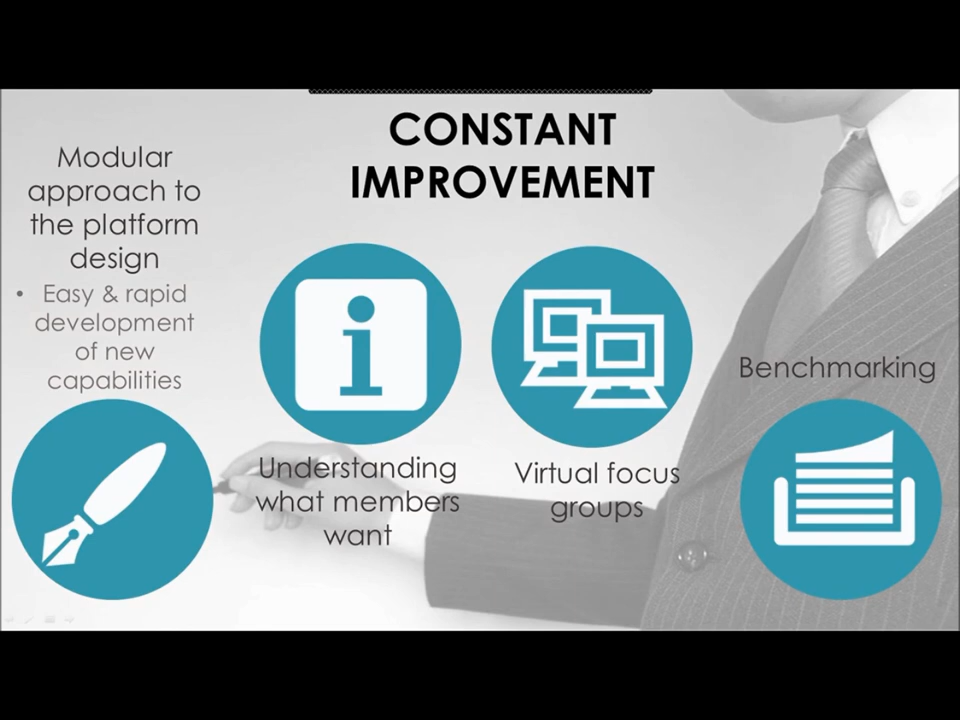 CONSTANT
IMPROVEMENT
Modular
approach to
the platform
design
• Easy & rapid
development
of new
capabilities
Understanding
what members
want
Virtual focus
groups
Benchmarking